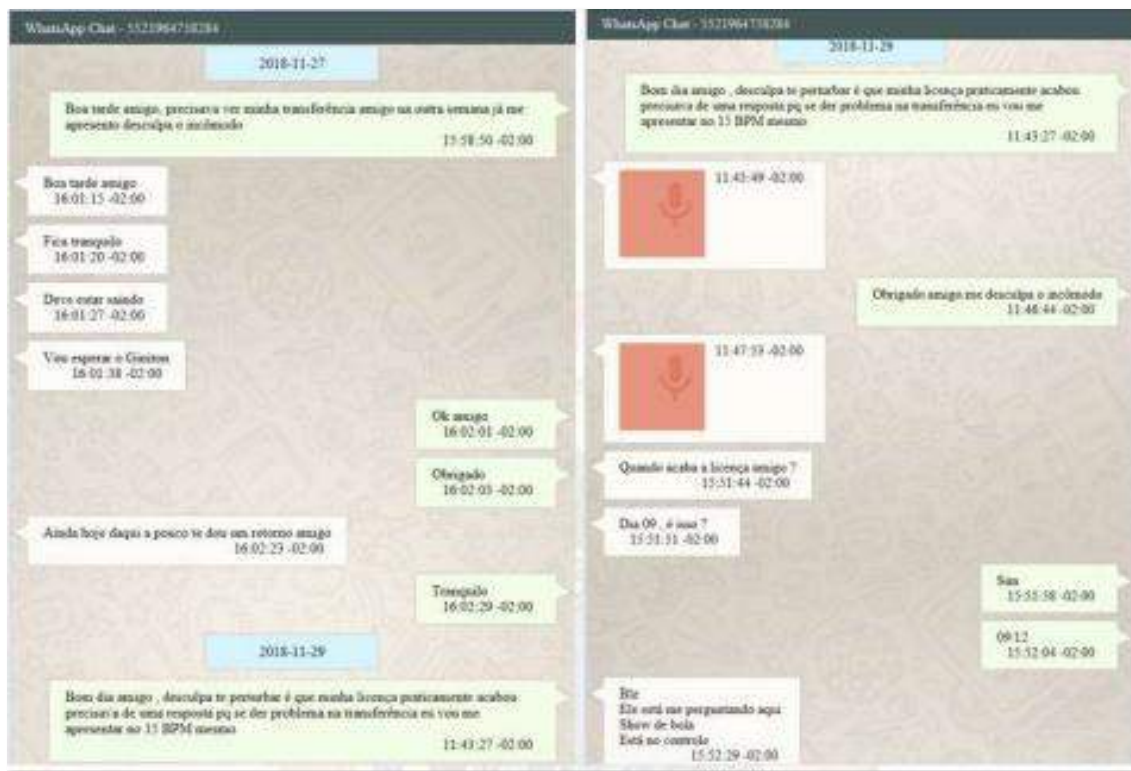 WhatsApp Chat - 5521964738284
2018-11-27
Boa tarde amigo, precisava ver minha transferência amigo na outra semana já me
apresento desculpa o incômodo
15:58:50 -02:00
Boa tarde amigo
16:01:15 -02:00
Fica tranquilo
16:01:20 -02:00
Deve estar saindo
16:01:27 -02:00
Vou esperar o
16:01:38 -02:00
Ok amigo
16:02:01 -02:00
Obrigado
16:02:03 -02:00
Ainda hoje daqui a pouco te dou um retorno amigo
16:02:23 -02:00
Tranquilo
16:02:29 -02:00
2018-11-29
Bom dia amigo , desculpa te perturbar é que minha licença praticamente acabou
precisava de uma resposta pq se der problema na transferência eu vou me
apresentar no 15 BPM mesmo
11:43:27 -02:00
WhatsApp Chat - 5521964738284
2018-11-29
Bom dia amigo , desculpa te perturbar é que minha licença praticamente acabou
precisava de uma resposta pq se der problema na transferência eu vou me
apresentar no 15 BPM mesmo
11:43:27 -02:00
11:43:49 -02:00
Obrigado amigo me desculpa o incômodo
11:46:44 -02:00
11:47:53 -02:00
Quando acaba a licença amigo ?
15:51:44 -02:00
Dia 09 , é isso ?
15:51:51 -02:00
15:51:58 -02:00
09/12
15:52:04 -02:00
Ele está me perguntando aqui
Show de bola
Está no controle
15:52:29 -02:00